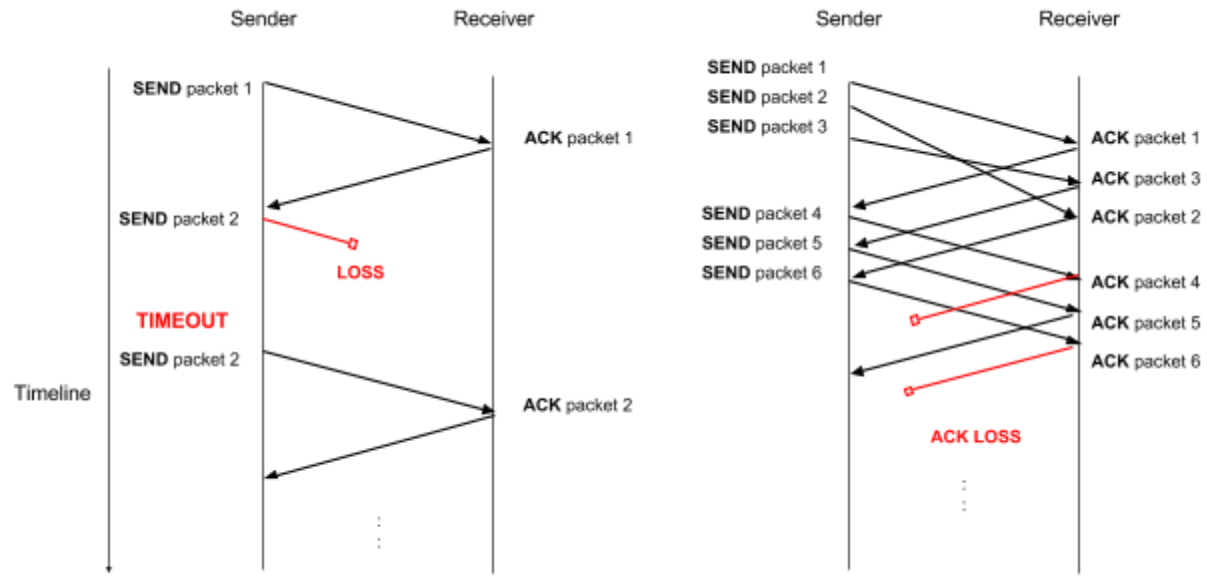 Sender
Receiver
SEND packet 1
ACK packet 1
SEND packet 2
LOSS
TIMEOUT
SEND packet 2
Timeline
ACK packet 2
Sender
Receiver
SEND packet 1
SEND packet 2
SEND packet 3
ACK packet 1
ACK packet 3
SEND packet 4
ACK packet 2
SEND packet 5
SEND packet 6
ACK packet 4
ACK packet 5
ACK packet 6
ACK LOSS